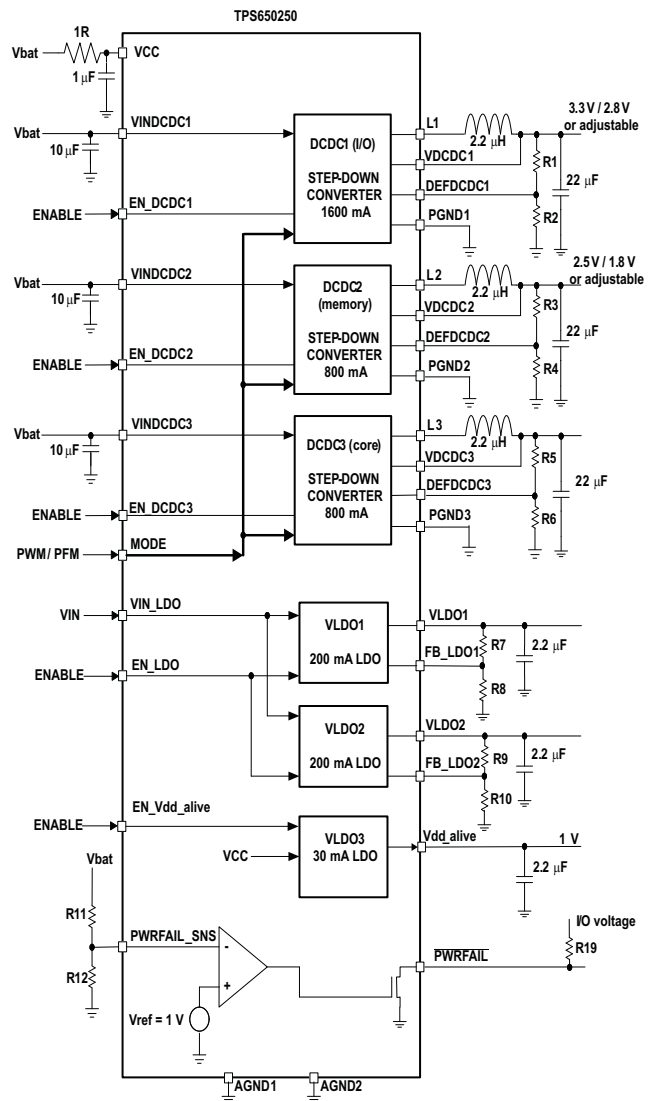 TPS650250
1R
Vbat
VCC
1 μF
Vbat
VINDCDC1
10 μF
ENABLE
EN_DCDC1
DCDC1 (I/O)
STEP-DOWN
CONVERTER
1600 mA
L1
2.2 μH
3.3 V / 2.8 V
or adjustable
VDCDC1
R1
DEFDCDC1
22 μF
R2
PGND1
Vbat
VINDCDC2
10 μF
ENABLE
EN_DCDC2
DCDC2
(memory)
STEP-DOWN
CONVERTER
800 mA
L2
2.2 μH
2.5 V / 1.8 V
or adjustable
VDCDC2
R3
DEFDCDC2
22 μF
R4
PGND2
Vbat
VINDCDC3
10 μF
ENABLE
EN_DCDC3
DCDC3 (core)
STEP-DOWN
CONVERTER
800 mA
L3
2.2 μH
VDCDC3
R5
DEFDCDC3
22 μF
R6
PGND3
PWM / PFM
MODE
VIN
VIN_LDO
ENABLE
EN_LDO
VLDO1
200 mA LDO
VLDO1
R7
2.2 μF
FB_LDO1
R8
VLDO2
200 mA LDO
VLDO2
R9
2.2 μF
FB_LDO2
R10
ENABLE
EN_Vdd_alive
VCC
VLDO3
30 mA LDO
Vdd_alive
1 V
2.2 μF
Vbat
R11
PWRFAIL_SNS
R12
-
+
Vref = 1 V
PWRFAIL
I/O voltage
R19
AGND1
AGND2